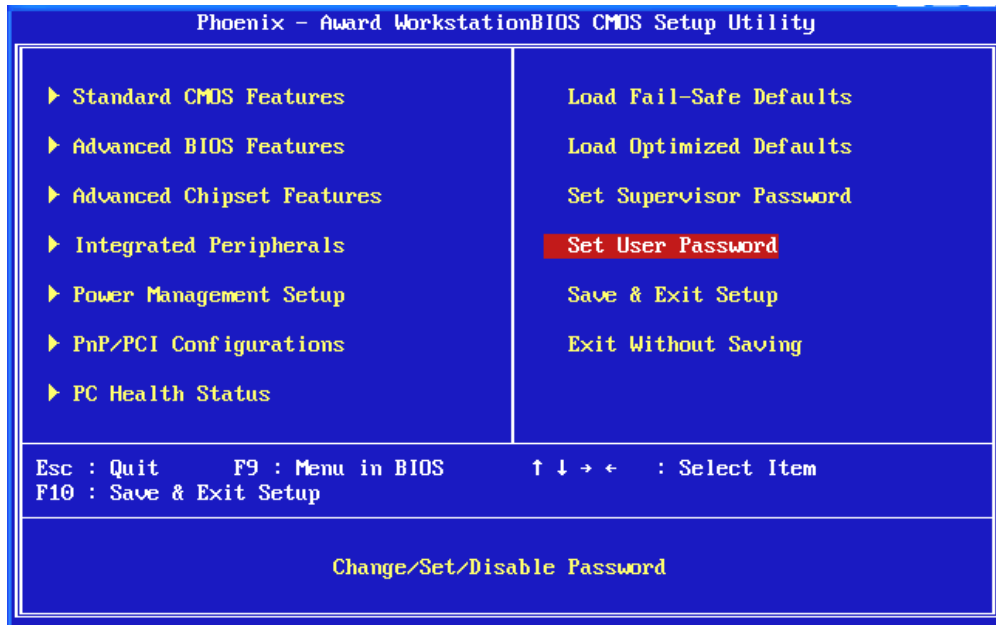 Phoenix - Award WorkstationBIOS CMOS Setup Utility
Standard CMOS Features
Advanced BIOS Features
Advanced Chipset Features
Integrated Peripherals
Power Management Setup
PnP/PCI Configurations
PC Health Status
Load Fail-Safe Defaults
Load Optimized Defaults
Set Supervisor Password
Set User Password
Save & Exit Setup
Exit Without Saving
Esc : Quit F9 : Menu in BIOS ↑ ↓ → ← : Select Item
F10 : Save & Exit Setup
Change/Set/Disable Password